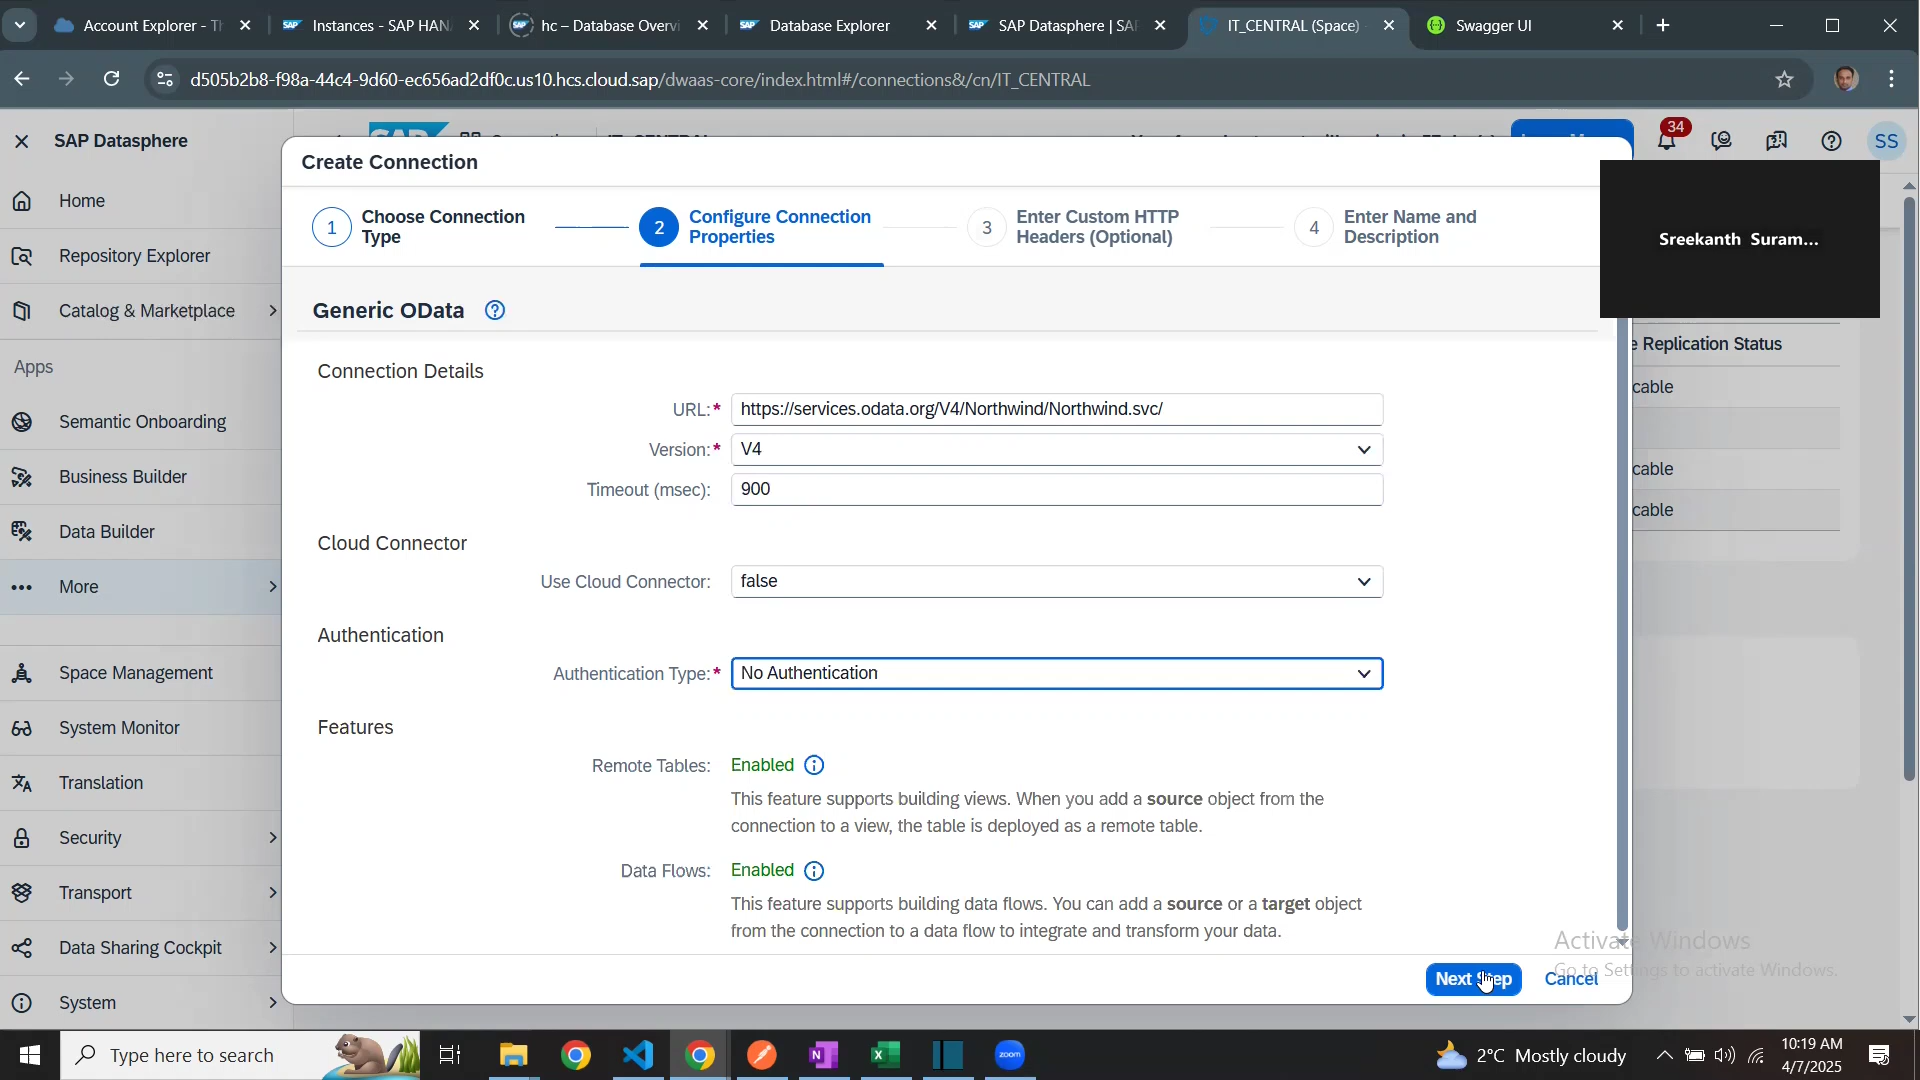 Account Explorer - Th
Instances - SAP HAN
hc – Database Overvi
Database Explorer
SAP Datasphere | SAP
IT_CENTRAL (Space)
Swagger UI
d505b2b8-f98a-44c4-9d60-ec656ad2df0c.us10.hcs.cloud.sap/dwaas-core/index.html#/connections&/cn/IT_CENTRAL
SAP Datasphere
34
SS
Home
Repository Explorer
Catalog & Marketplace
Apps
Semantic Onboarding
Business Builder
Data Builder
More
Space Management
System Monitor
Translation
Security
Transport
Data Sharing Cockpit
System
Create Connection
1 Choose Connection Type
2 Configure Connection Properties
3 Enter Custom HTTP Headers (Optional)
4 Enter Name and Description
Sreekanth Suram...
Generic OData
Connection Details
URL:* https://services.odata.org/V4/Northwind/Northwind.svc/
Version:* V4
Timeout (msec): 900
Cloud Connector
Use Cloud Connector: false
Authentication
Authentication Type:* No Authentication
Features
Remote Tables: Enabled
This feature supports building views. When you add a source object from the
connection to a view, the table is deployed as a remote table.
Data Flows: Enabled
This feature supports building data flows. You can add a source or a target object
from the connection to a data flow to integrate and transform your data.
Next Step
Cancel
e Replication Status
cable
cable
cable
Activate Windows
Go to Settings to activate Windows.
Type here to search
zoom
2°C Mostly cloudy
10:19 AM
4/7/2025